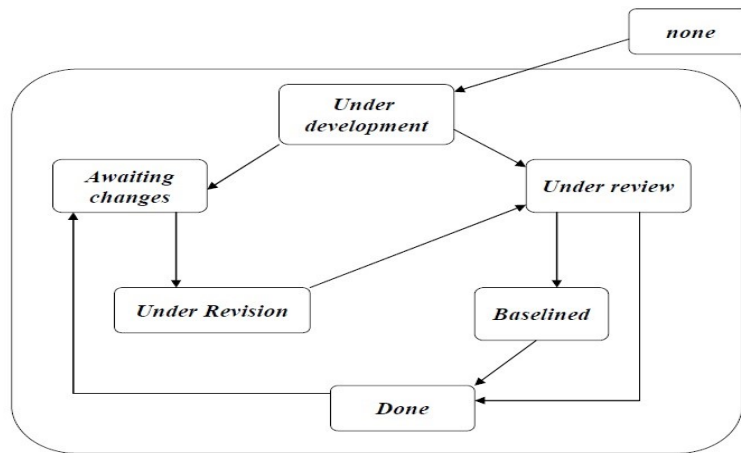 none
Under
development
Awaiting
changes
Under review
Under Revision
Baselined
Done